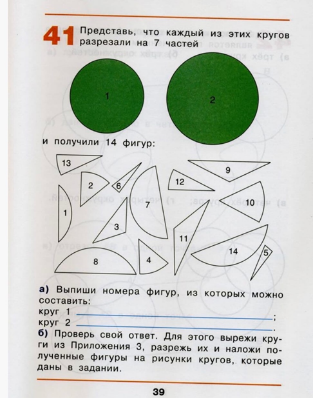 41 Представь, что каждый из этих кругов
разрезали на 7 частей
1
2
и получили 14 фигур:
13
9
2
6
12
7
1
3
10
11
14
5
8
4
а) Выпиши номера фигур, из которых можно
составить:
круг 1 ;
круг 2 .
б) Проверь свой ответ. Для этого вырежи кру-
ги из Приложения 3, разрежь их и наложи по-
лученные фигуры на рисунки кругов, которые
даны в задании.
39